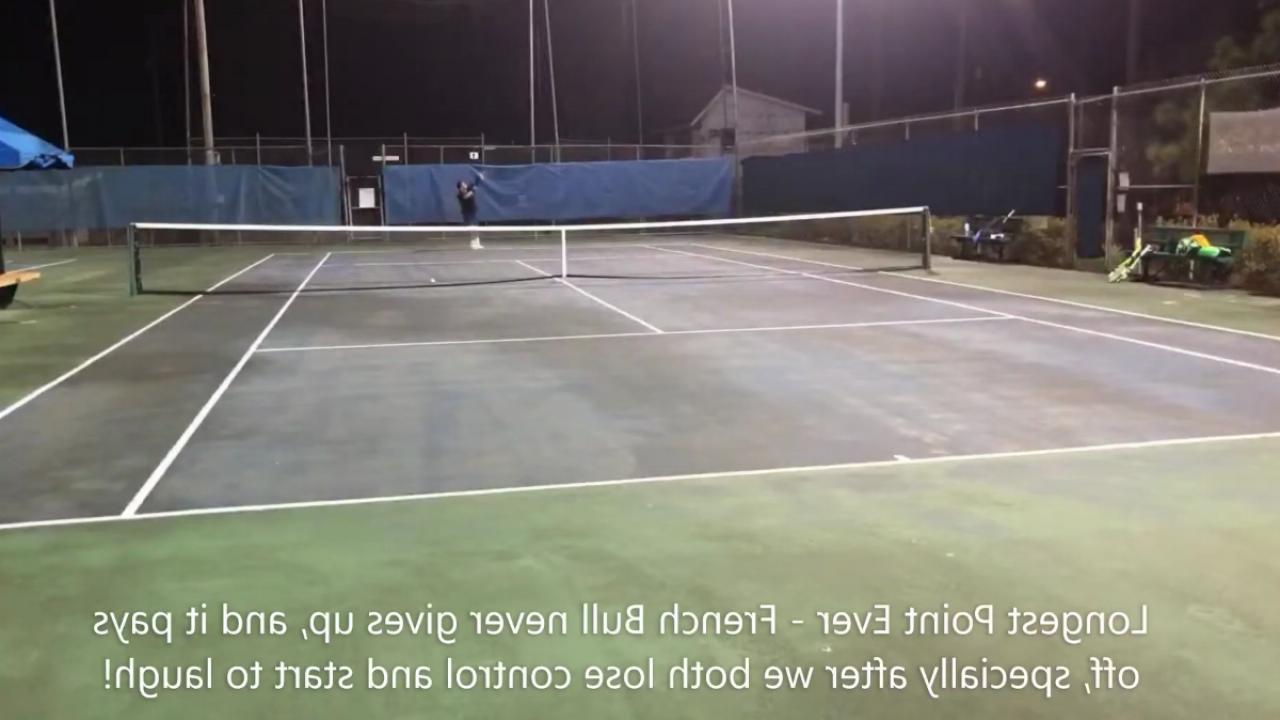 Longest Point Ever - French Bull never gives up, and it pays
off, specially after we both lose control and start to laugh!